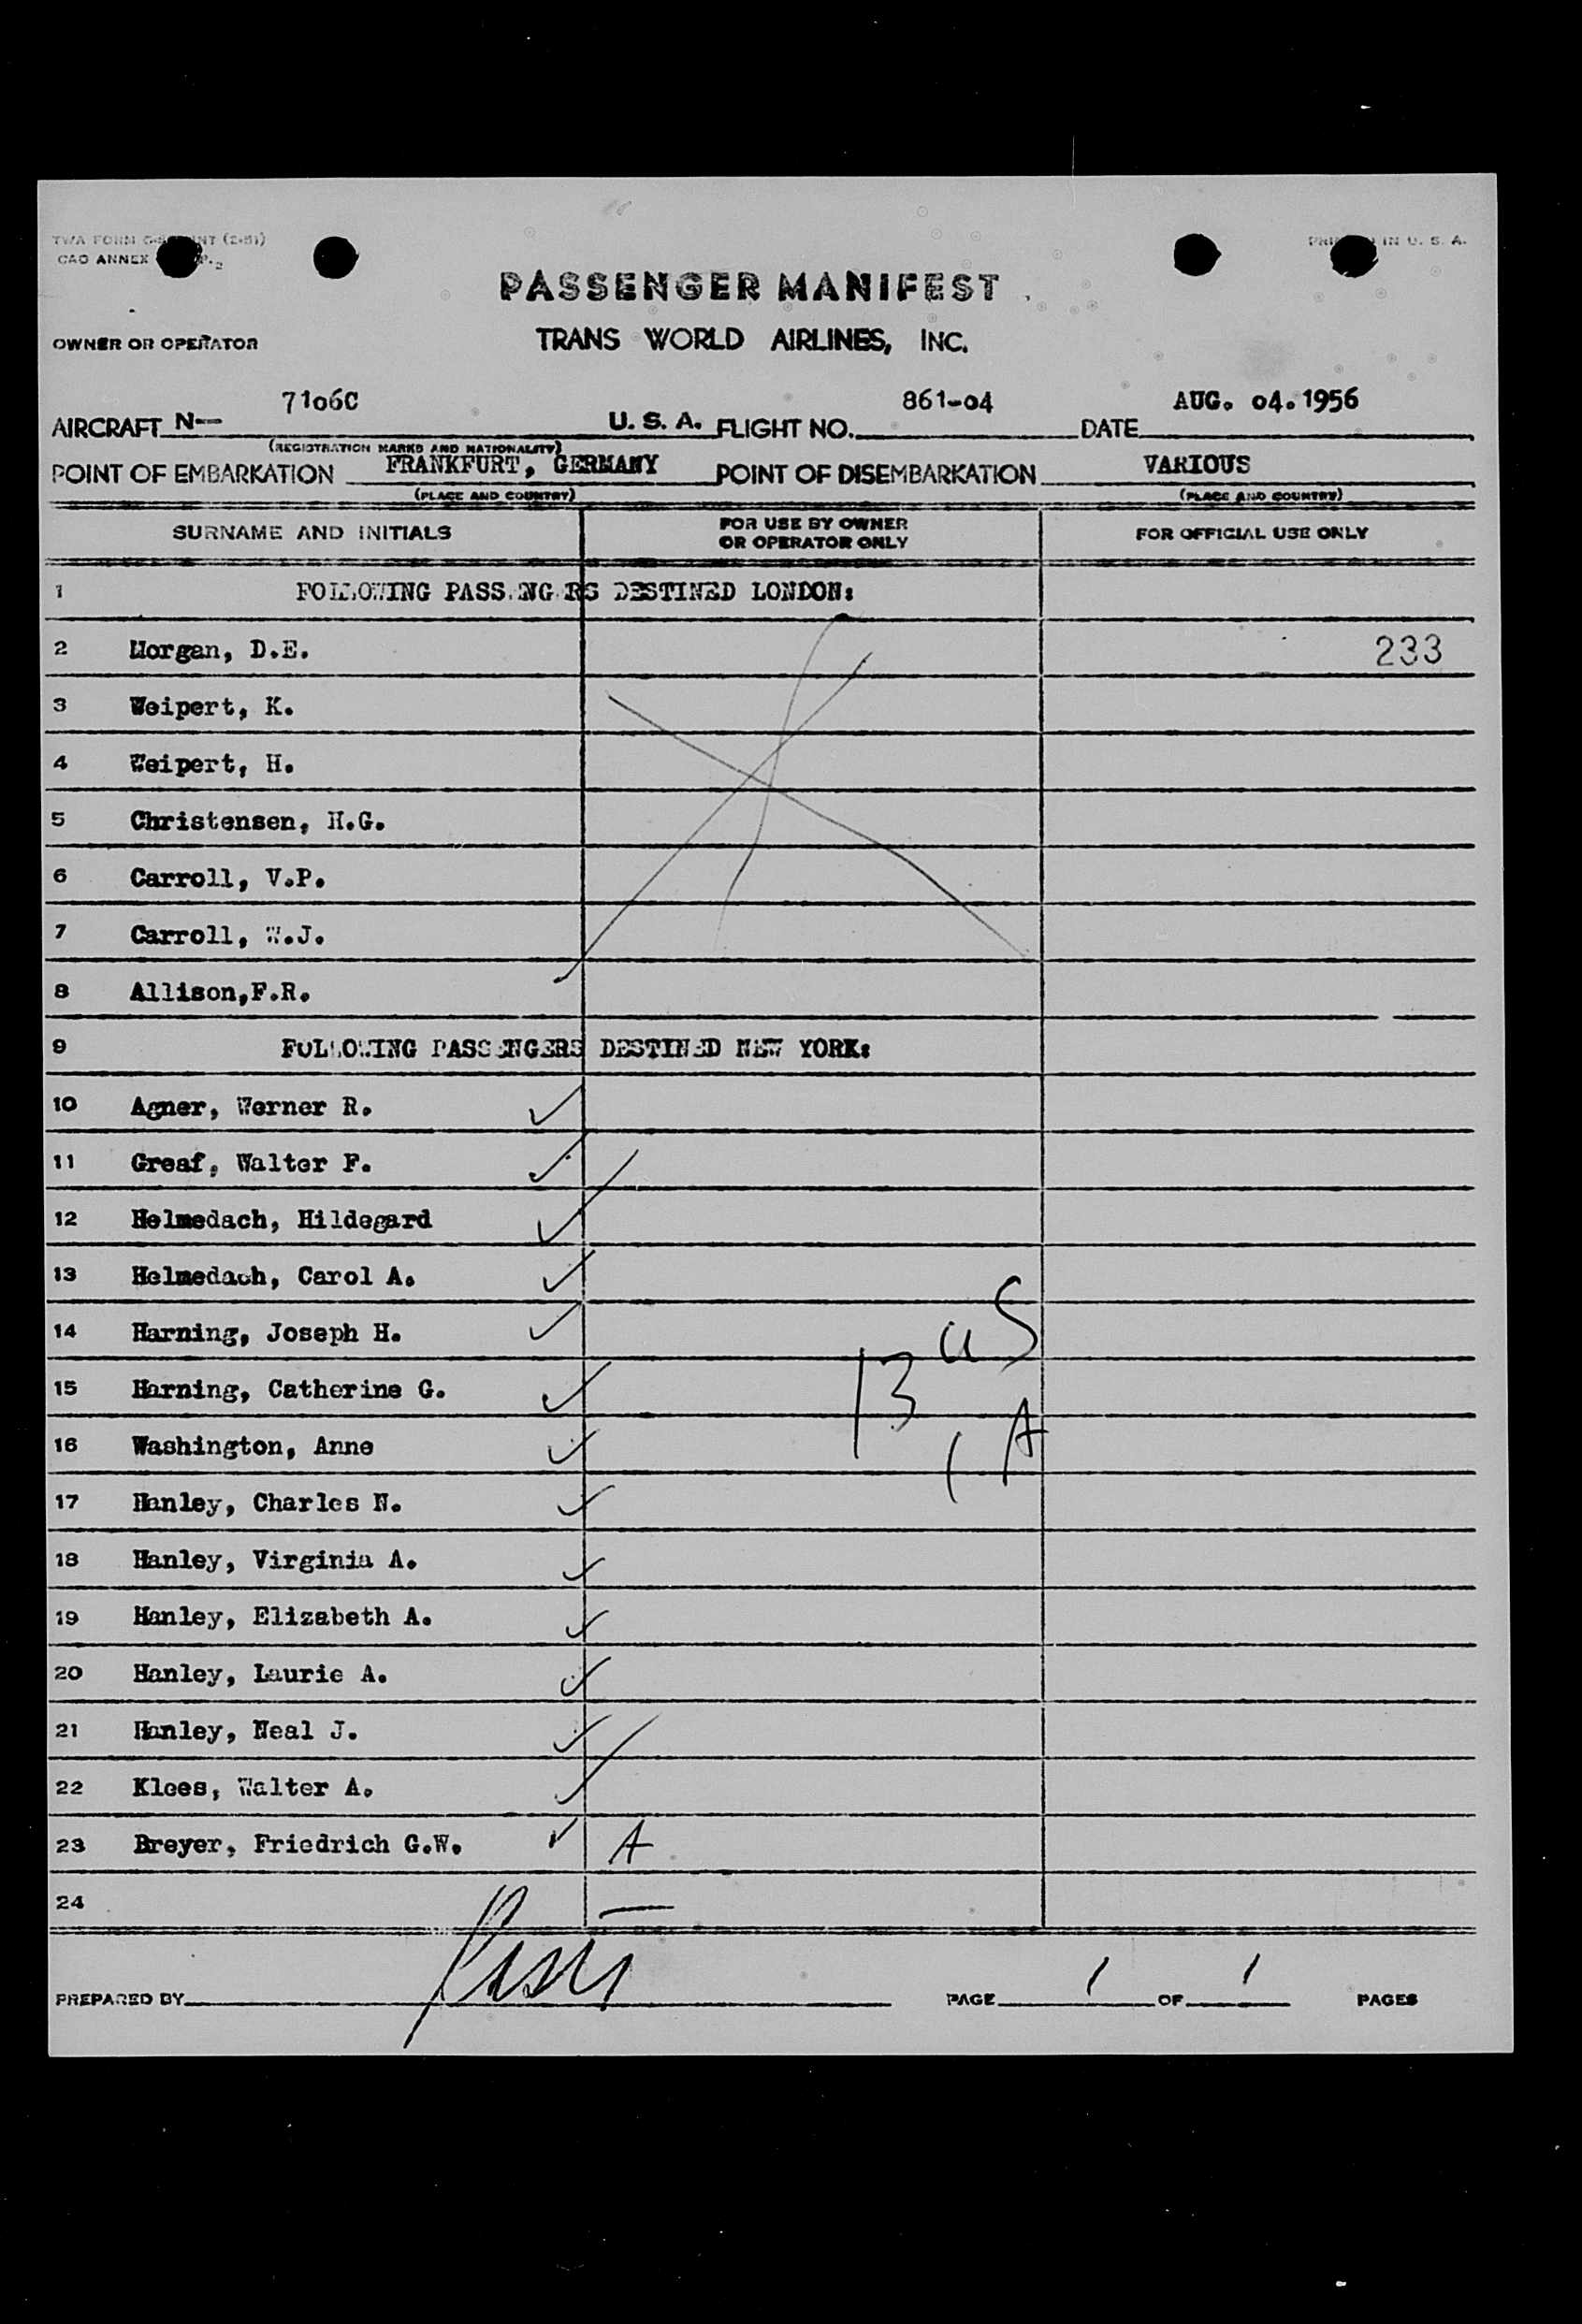 TWA FORM
CAO ANNEX
PRINTED IN U. S. A.
PASSENGER MANIFEST
OWNER OR OPERATOR TRANS WORLD AIRLINES, INC.
AIRCRAFT N— 7106C U. S. A. FLIGHT NO. 861-04 DATE AUG. 04. 1956
(REGISTRATION MARKS AND NATIONALITY)
POINT OF EMBARKATION FRANKFURT, GERMANY POINT OF DISEMBARKATION VARIOUS
(PLACE AND COUNTRY) (PLACE AND COUNTRY)
SURNAME AND INITIALS FOR USE BY OWNER OR OPERATOR ONLY FOR OFFICIAL USE ONLY
1 FOLLOWING PASSENGERS DESTINED LONDON:
2 Morgan, D.E. 233
3 Weipert, K.
4 Weipert, H.
5 Christensen, H.G.
6 Carroll, V.P.
7 Carroll, W.J.
8 Allison,F.R.
9 FOLLOWING PASSENGERS DESTINED NEW YORK:
10 Agner, Werner R.
11 Greaf, Walter F.
12 Helmedach, Hildegard
13 Helmedach, Carol A.
14 Harning, Joseph H. US
15 Harning, Catherine G. 13
16 Washington, Anne 1 A
17 Hanley, Charles N.
18 Hanley, Virginia A.
19 Hanley, Elizabeth A.
20 Hanley, Laurie A.
21 Hanley, Neal J.
22 Klees, Walter A.
23 Breyer, Friedrich G.W. A
24
PREPARED BY PAGE 1 OF 1 PAGES